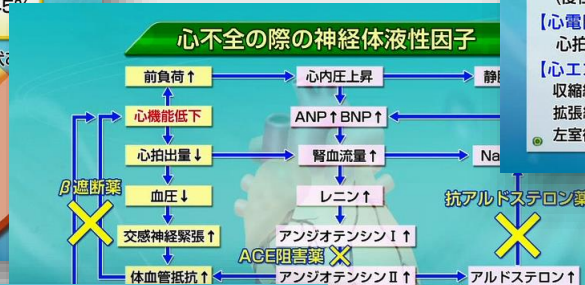 5%
心不全の際の神経体液性因子
前負荷↑
心内圧上昇
静
心機能低下
ANP↑BNP↑
心拍出量↓
腎血流量↑
Na
血圧↓
レニン↑
β遮断薬
抗アルドステロン薬
交感神経緊張↑
アンジオテンシンⅠ↑
ACE阻害薬
体血管抵抗↑
アンジオテンシンⅡ↑
アルドステロン↑
【心電
心拍
【心エ
収縮
拡張
左室